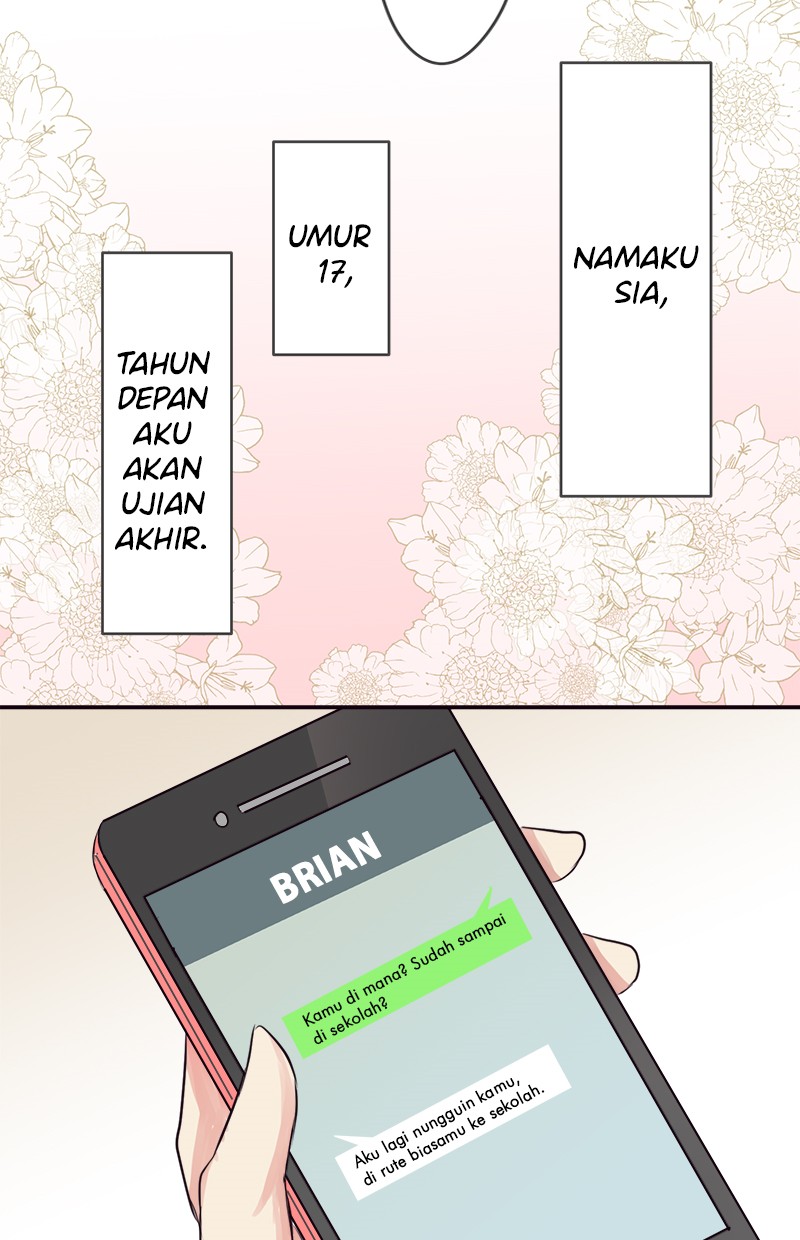 NAMAKU
SIA,
UMUR
17,
TAHUN
DEPAN
AKU
AKAN
UJIAN
AKHIR.
BRIAN
Kamu di mana? Sudah sampai
di sekolah?
Aku lagi nungguin kamu,
di rute biasamu ke sekolah.